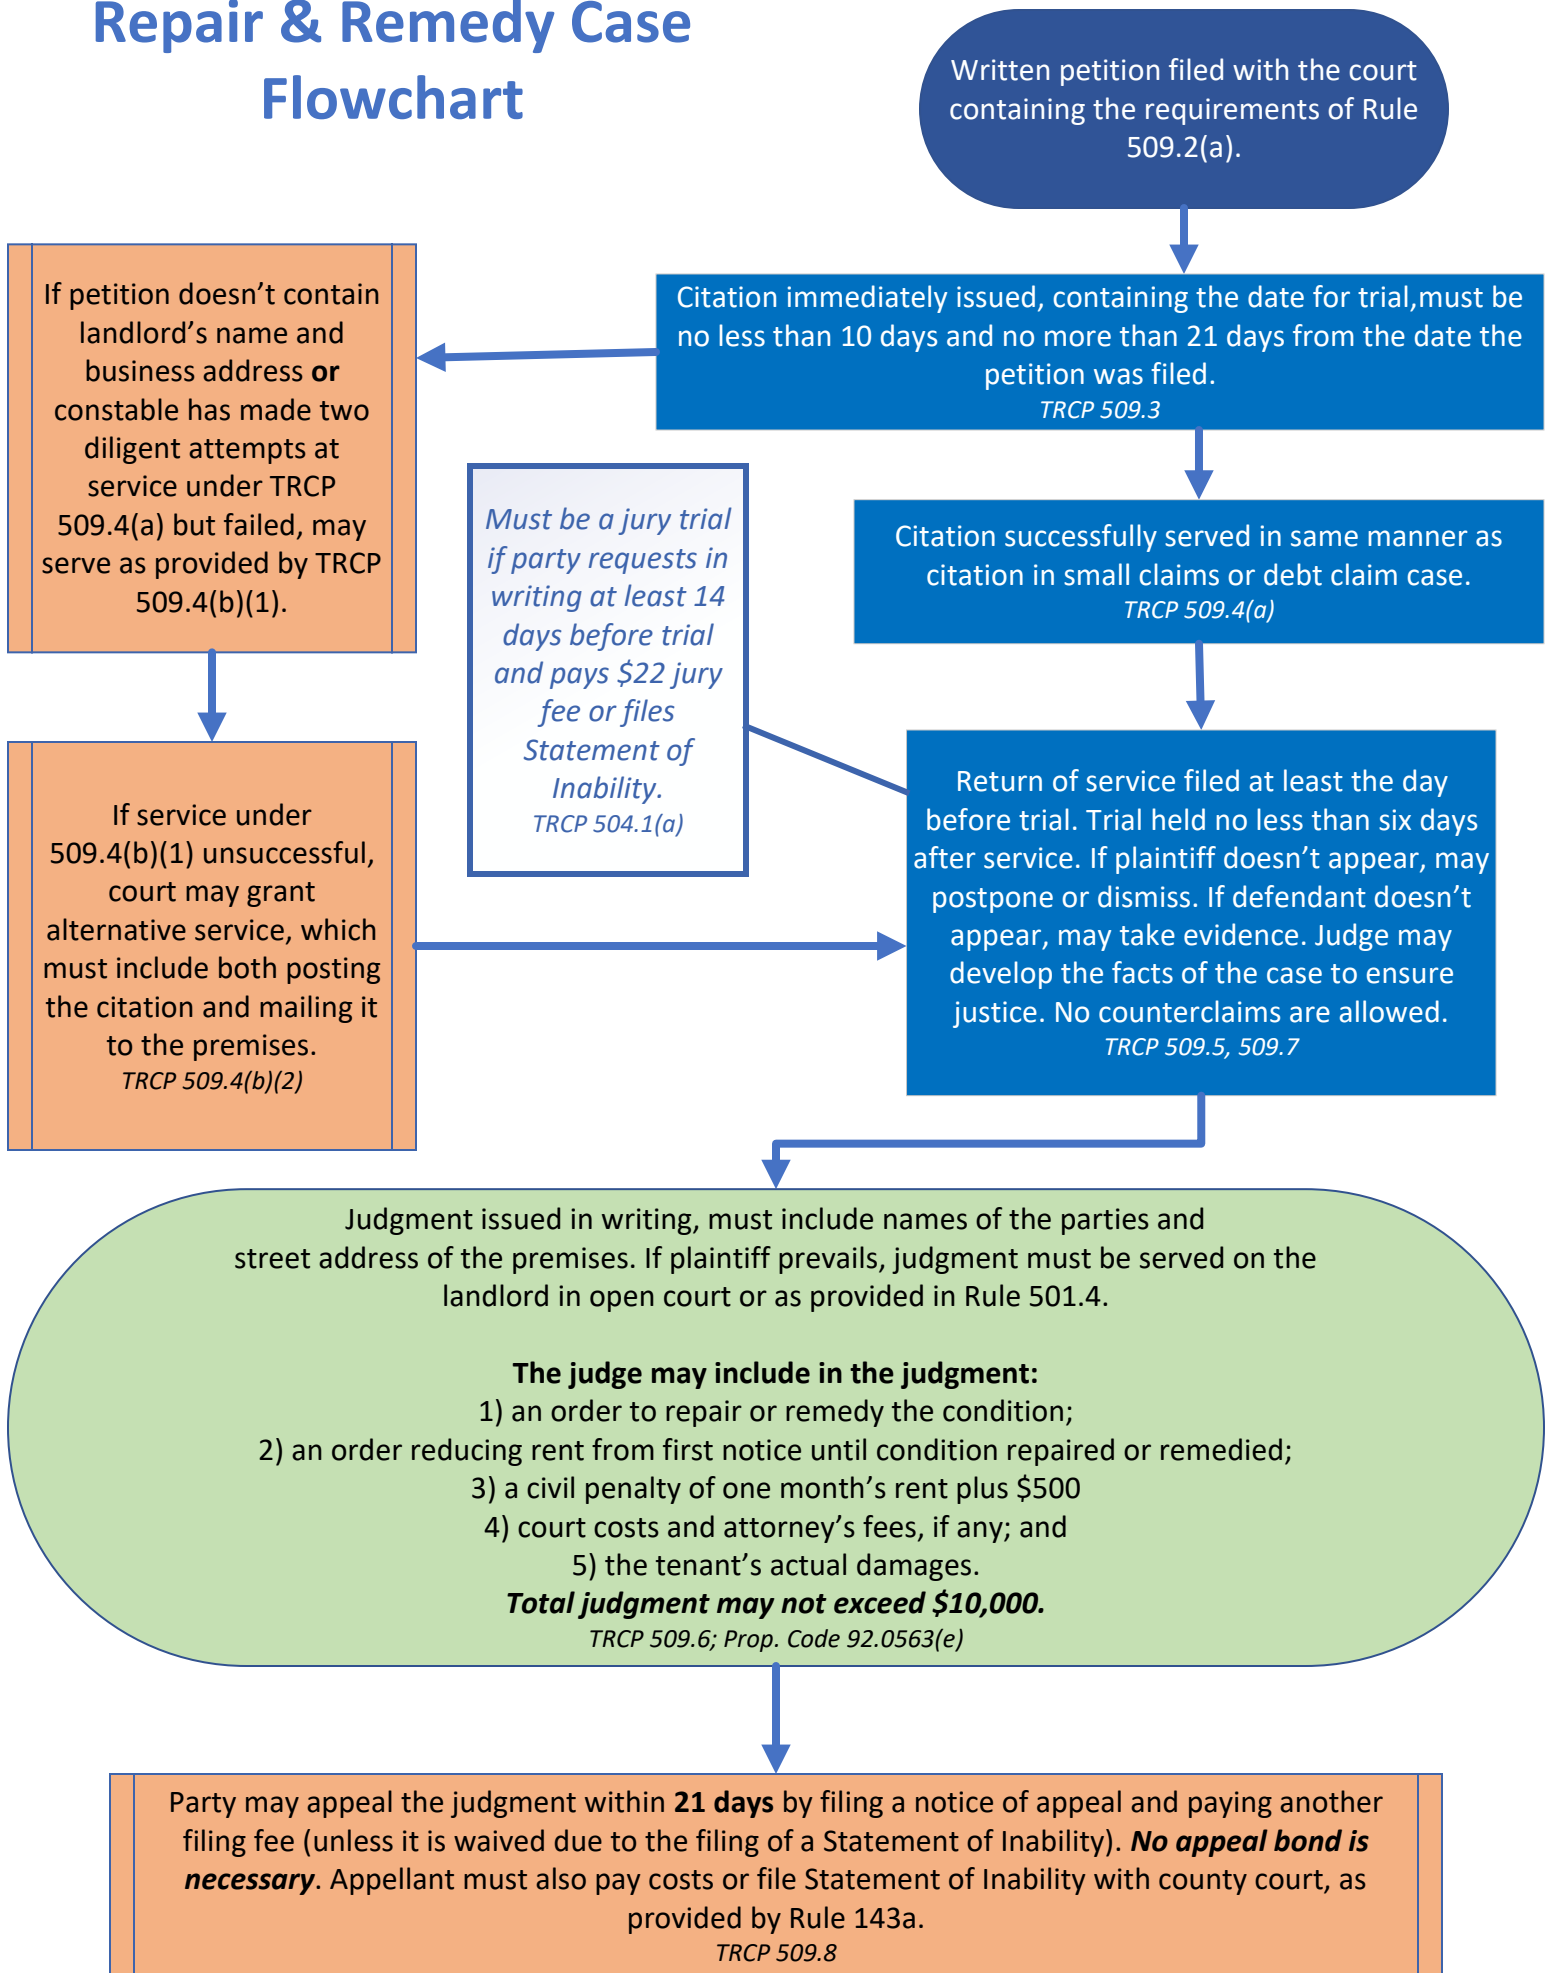 Repair & Remedy Case
Flowchart
Written petition filed with the court
containing the requirements of Rule
509.2(a).
Citation immediately issued, containing the date for trial,must be
no less than 10 days and no more than 21 days from the date the
petition was filed.
TRCP 509.3
If petition doesn’t contain
landlord’s name and
business address or
constable has made two
diligent attempts at
service under TRCP
509.4(a) but failed, may
serve as provided by TRCP
509.4(b)(1).
Must be a jury trial
if party requests in
writing at least 14
days before trial
and pays $22 jury
fee or files
Statement of
Inability.
TRCP 504.1(a)
Citation successfully served in same manner as
citation in small claims or debt claim case.
TRCP 509.4(a)
If service under
509.4(b)(1) unsuccessful,
court may grant
alternative service, which
must include both posting
the citation and mailing it
to the premises.
TRCP 509.4(b)(2)
Return of service filed at least the day
before trial. Trial held no less than six days
after service. If plaintiff doesn’t appear, may
postpone or dismiss. If defendant doesn’t
appear, may take evidence. Judge may
develop the facts of the case to ensure
justice. No counterclaims are allowed.
TRCP 509.5, 509.7
Judgment issued in writing, must include names of the parties and
street address of the premises. If plaintiff prevails, judgment must be served on the
landlord in open court or as provided in Rule 501.4.
The judge may include in the judgment:
1) an order to repair or remedy the condition;
2) an order reducing rent from first notice until condition repaired or remedied;
3) a civil penalty of one month’s rent plus $500
4) court costs and attorney’s fees, if any; and
5) the tenant’s actual damages.
Total judgment may not exceed $10,000.
TRCP 509.6; Prop. Code 92.0563(e)
Party may appeal the judgment within 21 days by filing a notice of appeal and paying another
filing fee (unless it is waived due to the filing of a Statement of Inability). No appeal bond is
necessary. Appellant must also pay costs or file Statement of Inability with county court, as
provided by Rule 143a.
TRCP 509.8